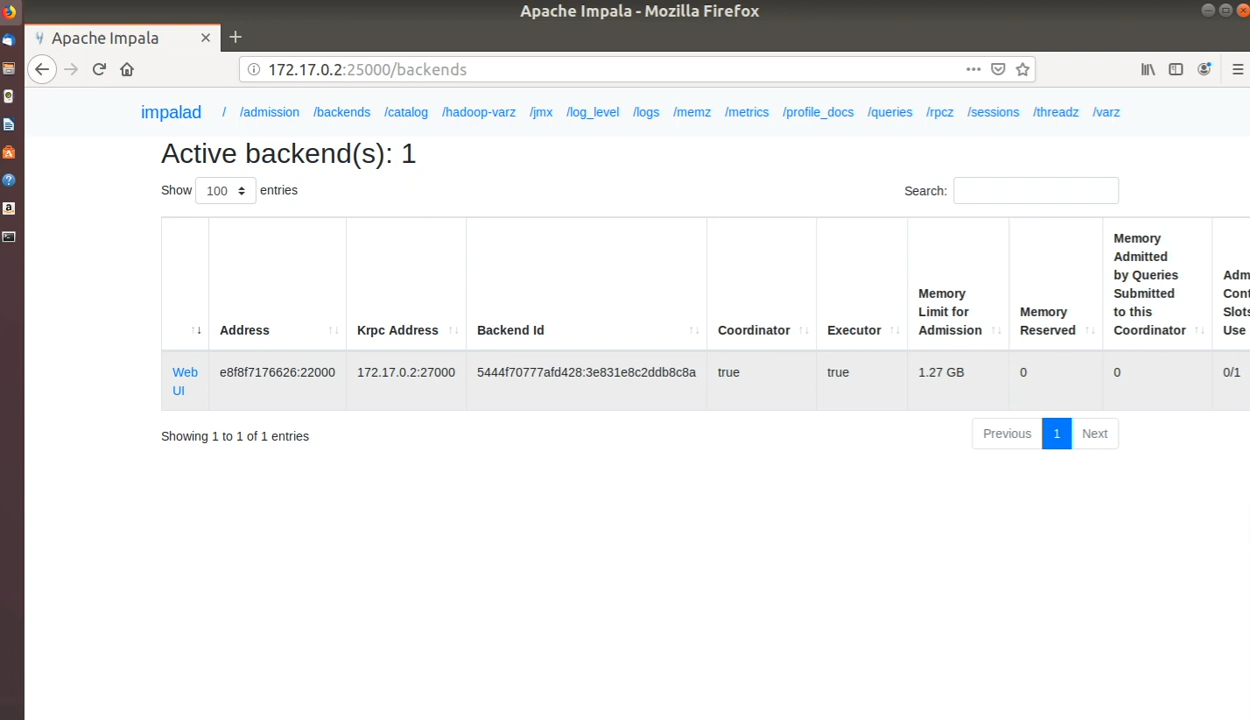 Apache Impala - Mozilla Firefox
Apache Impala
172.17.0.2:25000/backends
impalad / /admission /backends /catalog /hadoop-varz /jmx /log_level /logs /memz /metrics /profile_docs /queries /rpcz /sessions /threadz /varz
Active backend(s): 1
Show 100 entries Search:
Address Krpc Address Backend Id Coordinator Executor
Memory
Limit for
Admission
Memory
Reserved
Memory
Admitted
by Queries
Submitted
to this
Coordinator
Adm
Cont
Slots
Use
Web
UI
e8f8f7176626:22000 172.17.0.2:27000 5444f70777afd428:3e831e8c2ddb8c8a true true 1.27 GB 0 0 0/1
Showing 1 to 1 of 1 entries
Previous 1 Next